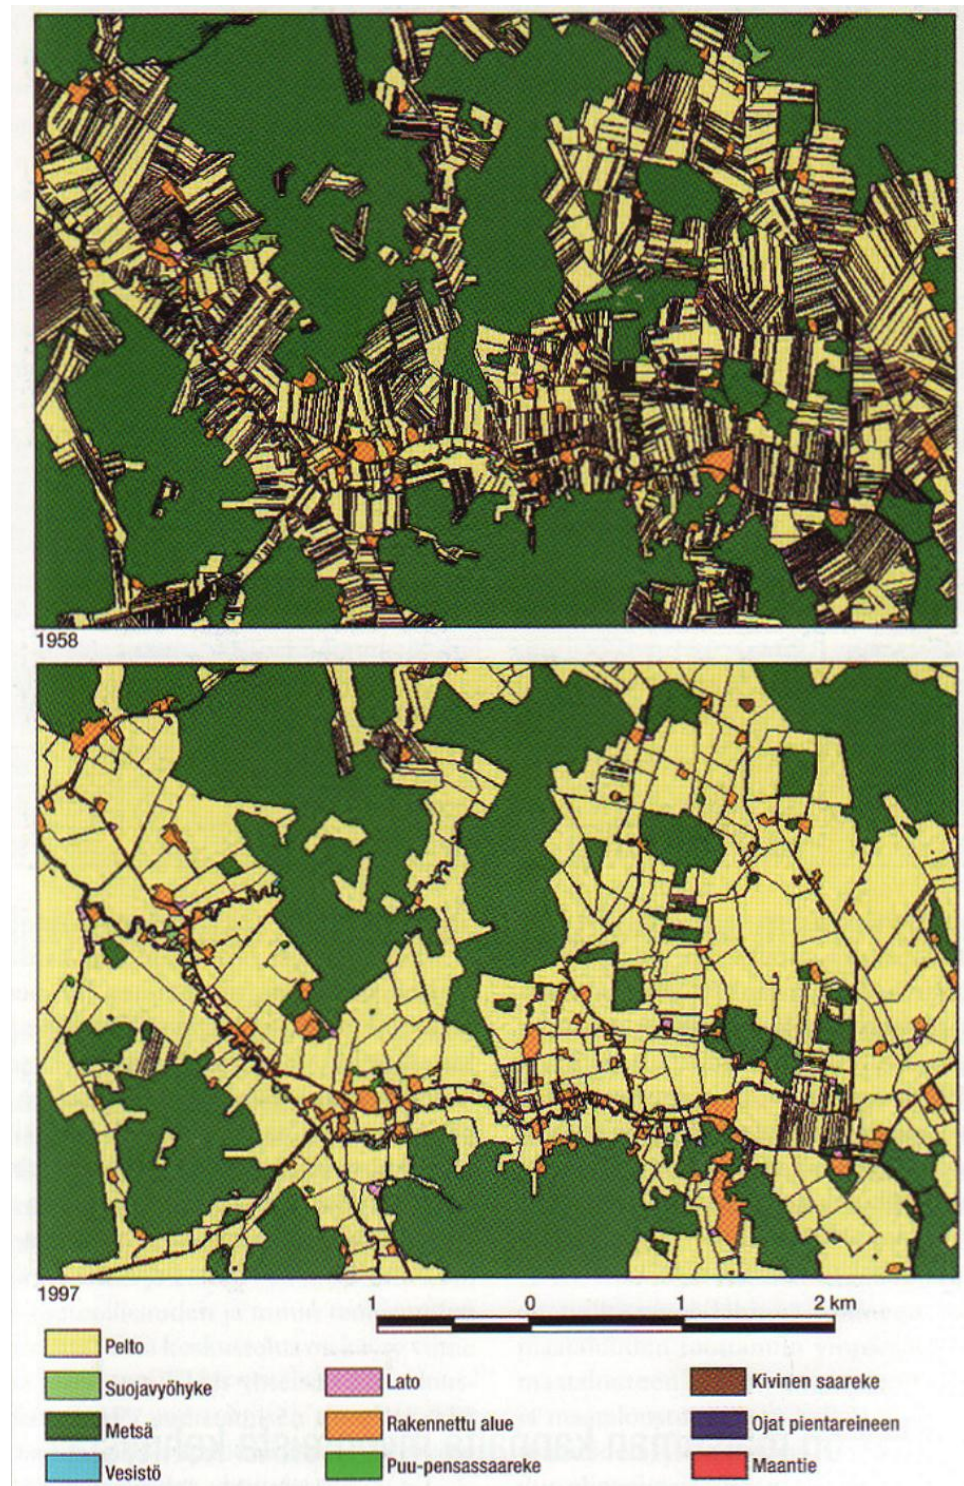 1958
1997
1 0 1 2 km
Pelto
Suojavyöhyke
Metsä
Vesistö
Lato
Rakennettu alue
Puu-pensassaareke
Kivinen saareke
Ojat pientareineen
Maantie